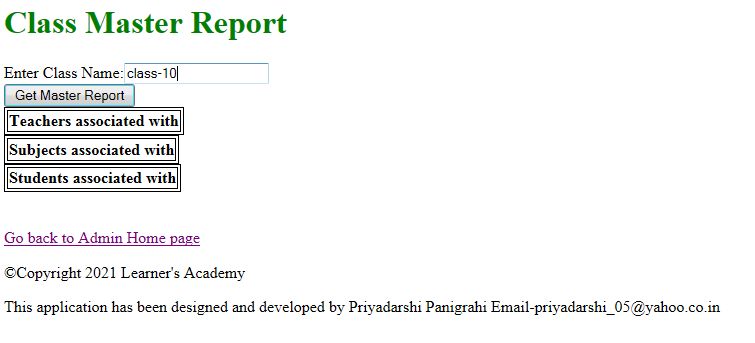 Class Master Report
Enter Class Name: class-10
Get Master Report
Teachers associated with
Subjects associated with
Students associated with
Go back to Admin Home page
©Copyright 2021 Learner's Academy
This application has been designed and developed by Priyadarshi Panigrahi Email-priyadarshi_05@yahoo.co.in